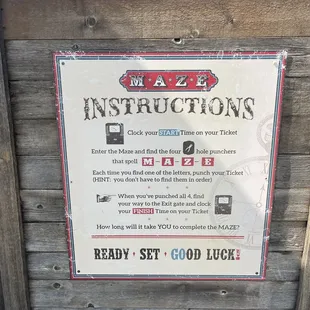 MAZE
INSTRUCTIONS
Clock your START Time on your Ticket
Enter the Maze and find the four hole punchers
that spell M-A-Z-E
Each time you find one of the letters, punch your Ticket
(HINT: you don't have to find them in order)
When you've punched all 4, find
your way to the Exit gate and clock
your FINISH Time on your Ticket
How long will it take YOU to complete the MAZE?
READY • SET • GOOD LUCK!